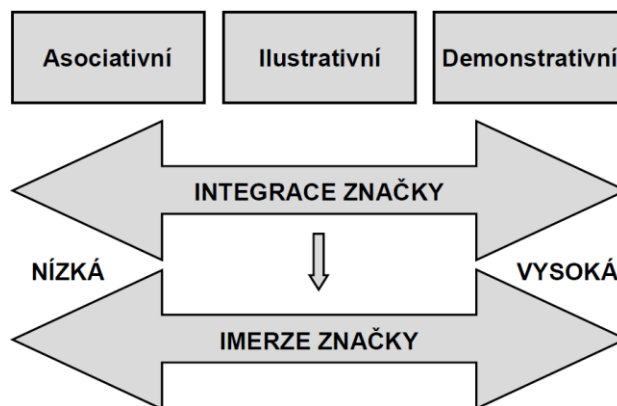 Asociativní
Ilustrativní
Demonstrativní
INTEGRACE ZNAČKY
NÍZKÁ
VYSOKÁ
IMERZE ZNAČKY